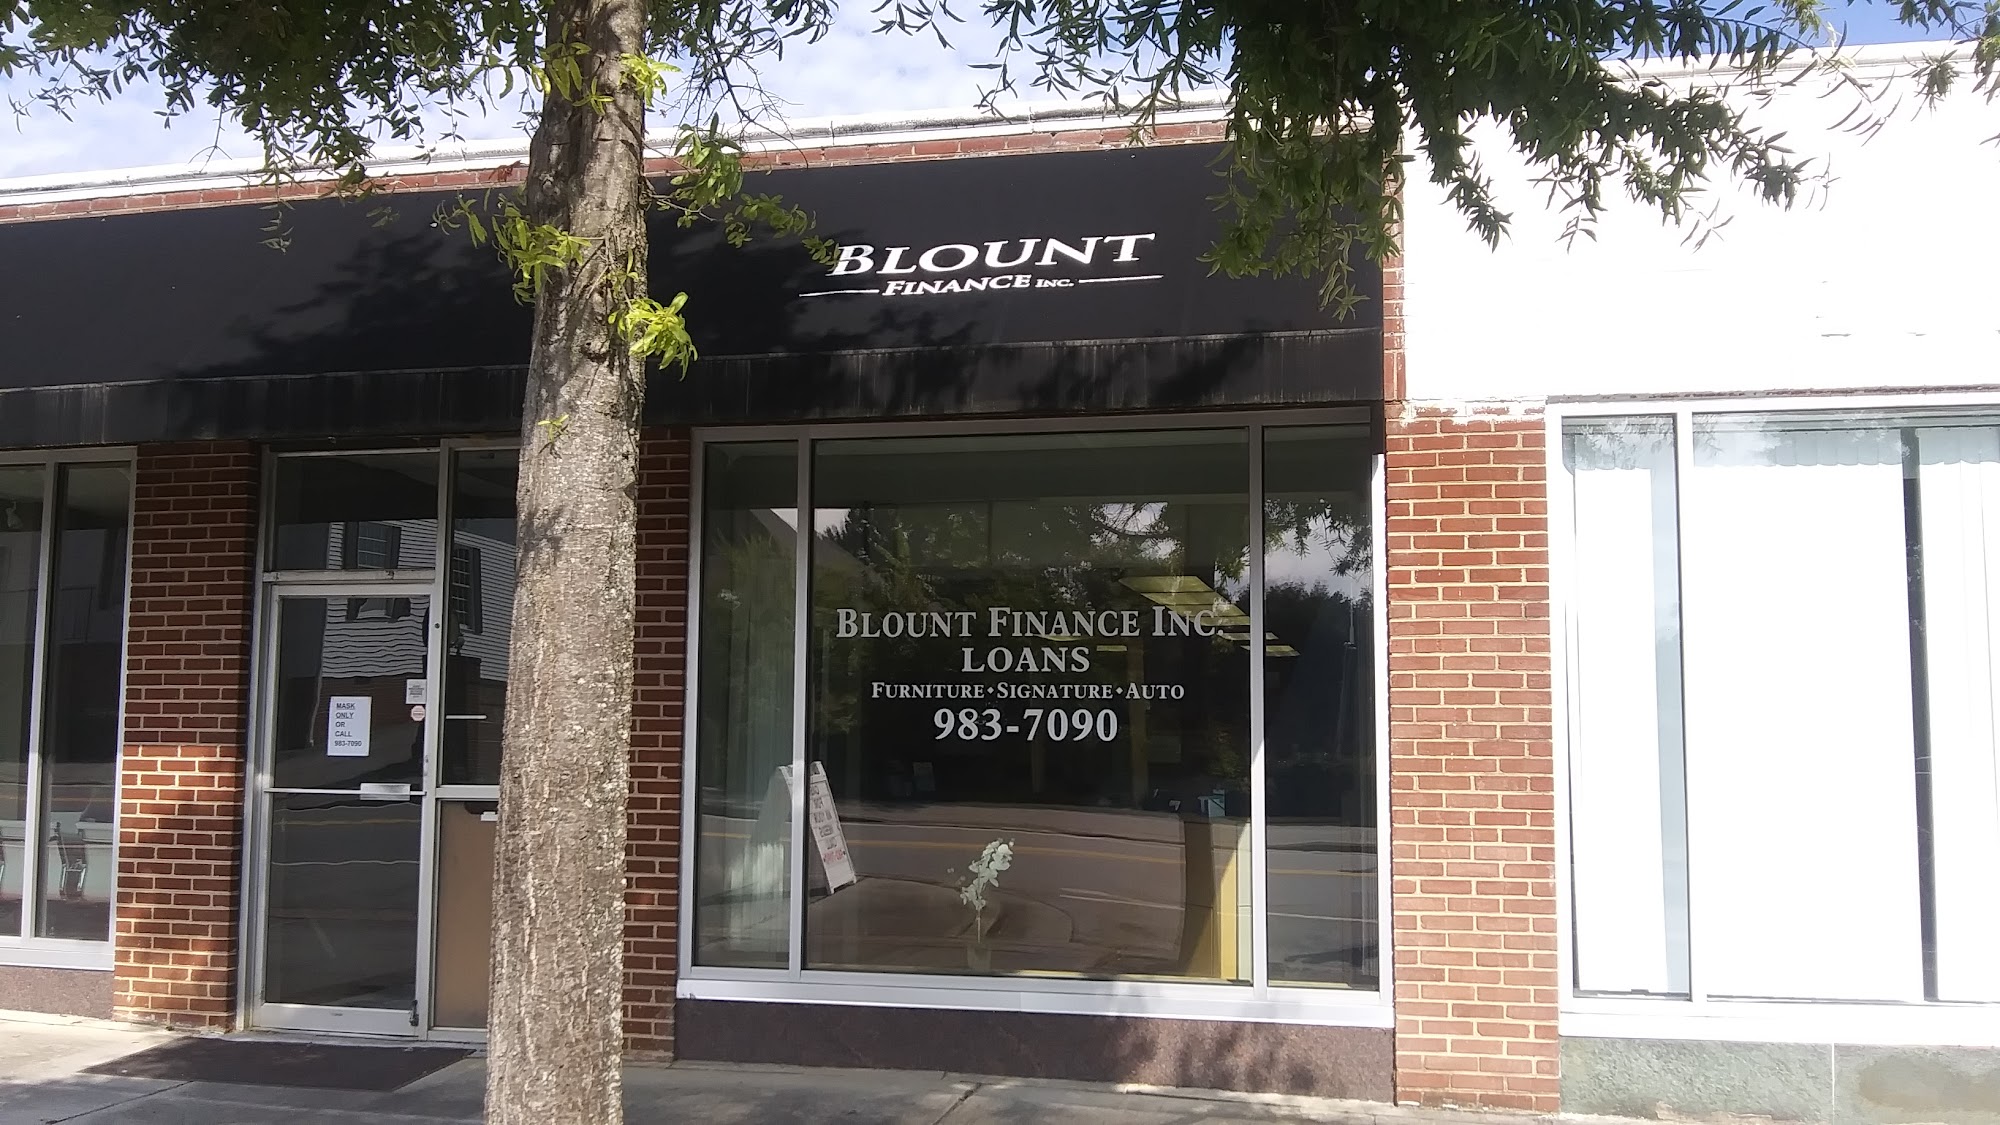 BLOUNT
FINANCE INC.
BLOUNT FINANCE INC.
LOANS
FURNITURE • SIGNATURE • AUTO
983-7090
MASK
ONLY
OR
CALL
983-7090